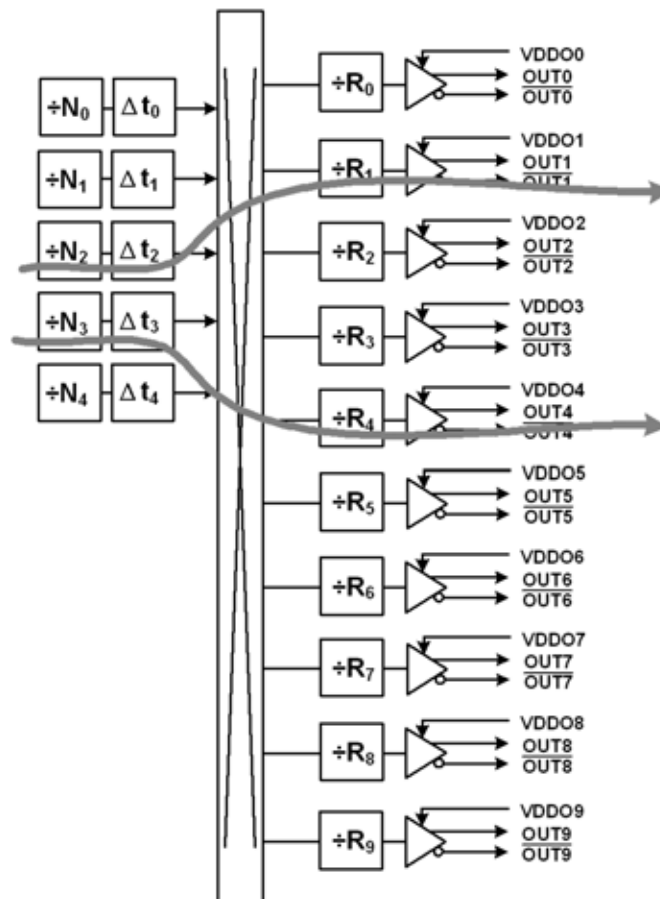 VDDO0
÷R₀
OUT0
OUT0
÷N₀ Δt₀
VDDO1
÷R₁
OUT1
OUT1
÷N₁ Δt₁
VDDO2
÷N₂ Δt₂
÷R₂
OUT2
OUT2
÷N₃ Δt₃
VDDO3
÷R₃
OUT3
OUT3
÷N₄ Δt₄
VDDO4
÷R₄
OUT4
OUT4
VDDO5
÷R₅
OUT5
OUT5
VDDO6
÷R₆
OUT6
OUT6
VDDO7
÷R₇
OUT7
OUT7
VDDO8
÷R₈
OUT8
OUT8
VDDO9
÷R₉
OUT9
OUT9